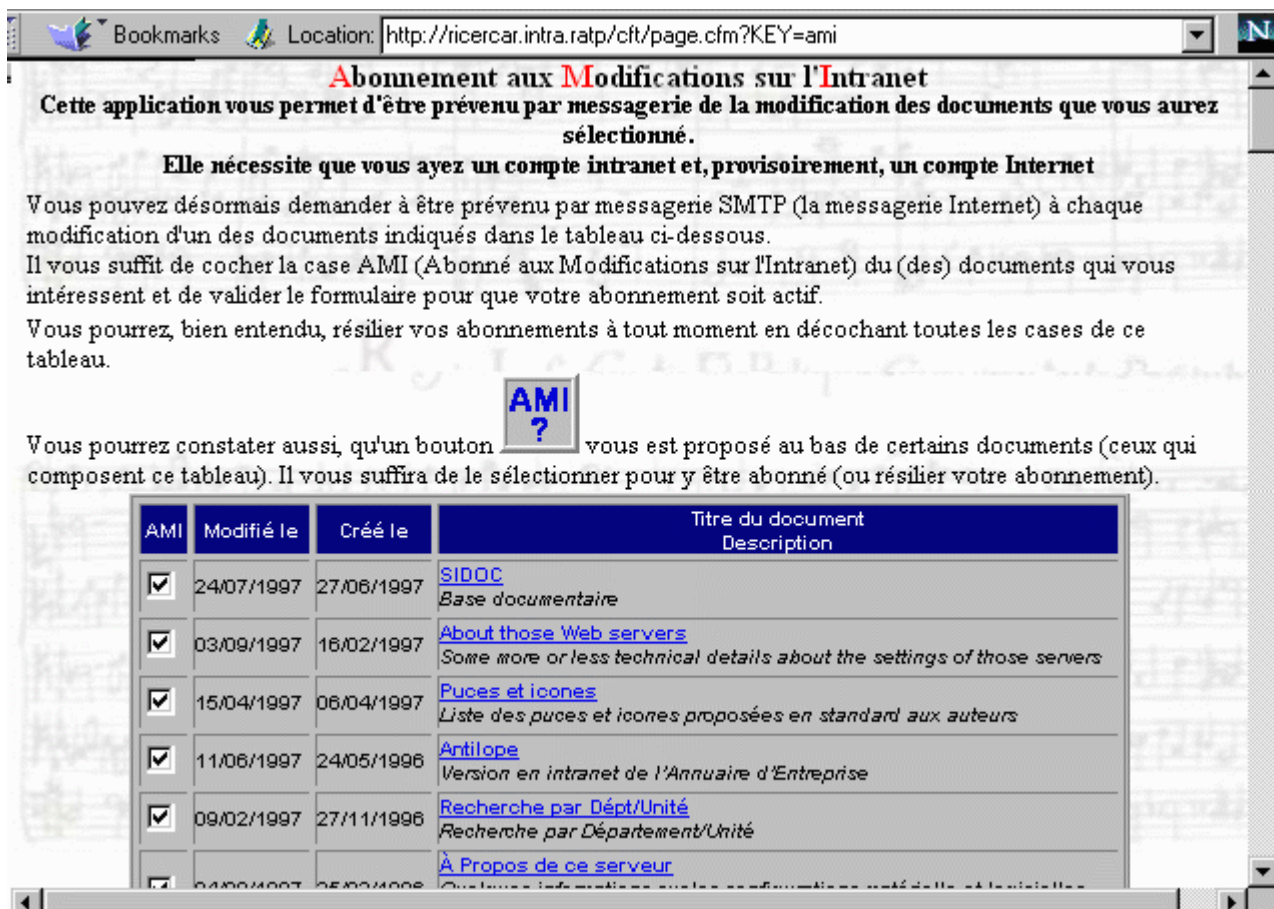 Bookmarks Location: http://ricercar.intra.ratp/cft/page.cfm?KEY=ami N
Abonnement aux Modifications sur l'Intranet
Cette application vous permet d'être prévenu par messagerie de la modification des documents que vous aurez
sélectionné.
Elle nécessite que vous ayez un compte intranet et, provisoirement, un compte Internet
Vous pouvez désormais demander à être prévenu par messagerie SMTP (la messagerie Internet) à chaque
modification d'un des documents indiqués dans le tableau ci-dessous.
Il vous suffit de cocher la case AMI (Abonné aux Modifications sur l'Intranet) du (des) documents qui vous
intéressent et de valider le formulaire pour que votre abonnement soit actif.
Vous pourrez, bien entendu, résilier vos abonnements à tout moment en décochant toutes les cases de ce
tableau.
AMI
?
Vous pourrez constater aussi, qu'un bouton vous est proposé au bas de certains documents (ceux qui
composent ce tableau). Il vous suffira de le sélectionner pour y être abonné (ou résilier votre abonnement).
AMI Modifié le Créé le Titre du document
Description
24/07/1997 27/06/1997 SIDOC
Base documentaire
03/09/1997 16/02/1997 About those Web servers
Some more or less technical details about the settings of those servers
15/04/1997 06/04/1997 Puces et icones
Liste des puces et icones proposées en standard aux auteurs
11/06/1997 24/05/1996 Antilope
Version en intranet de l'Annuaire d'Entreprise
09/02/1997 27/11/1996 Recherche par Dépt/Unité
Recherche par Département/Unité
À Propos de ce serveur